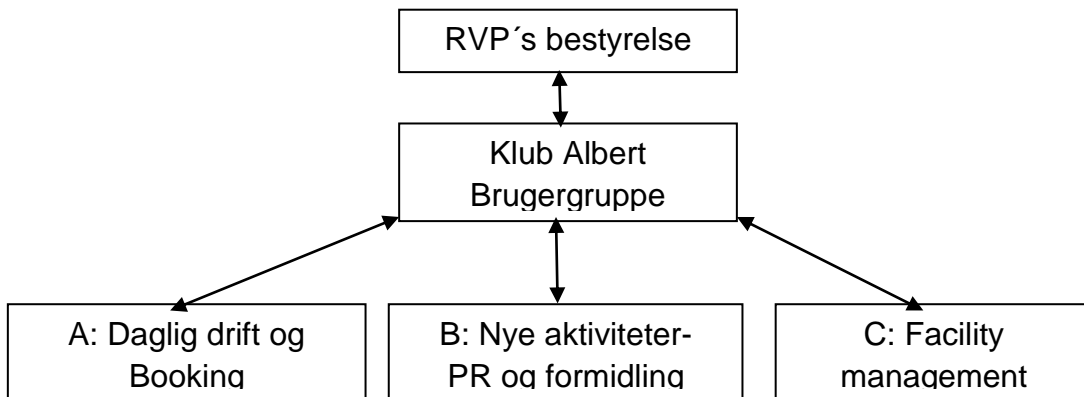 RVP´s bestyrelse
Klub Albert
Brugergruppe
A: Daglig drift og
Booking
B: Nye aktiviteter-
PR og formidling
C: Facility
management